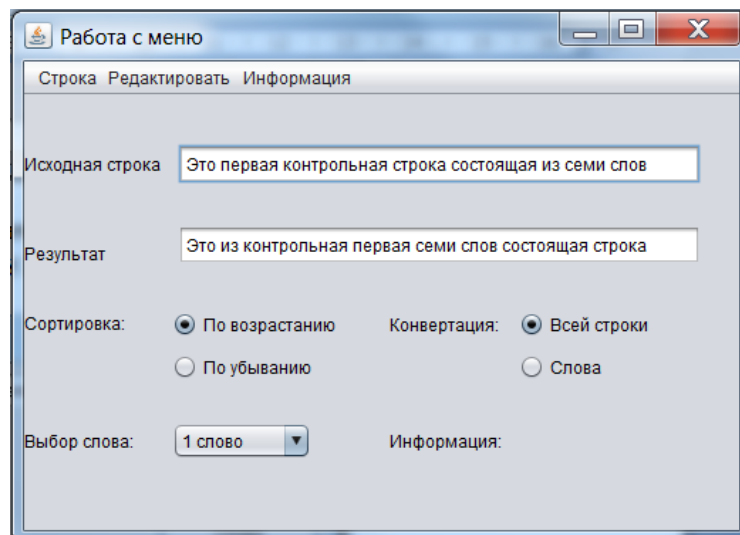 Работа с меню
Строка Редактировать Информация
Исходная строка Это первая контрольная строка состоящая из семи слов
Результат Это из контрольная первая семи слов состоящая строка
Сортировка: По возрастанию Конвертация: Всей строки
По убыванию Слова
Выбор слова: 1 слово Информация: